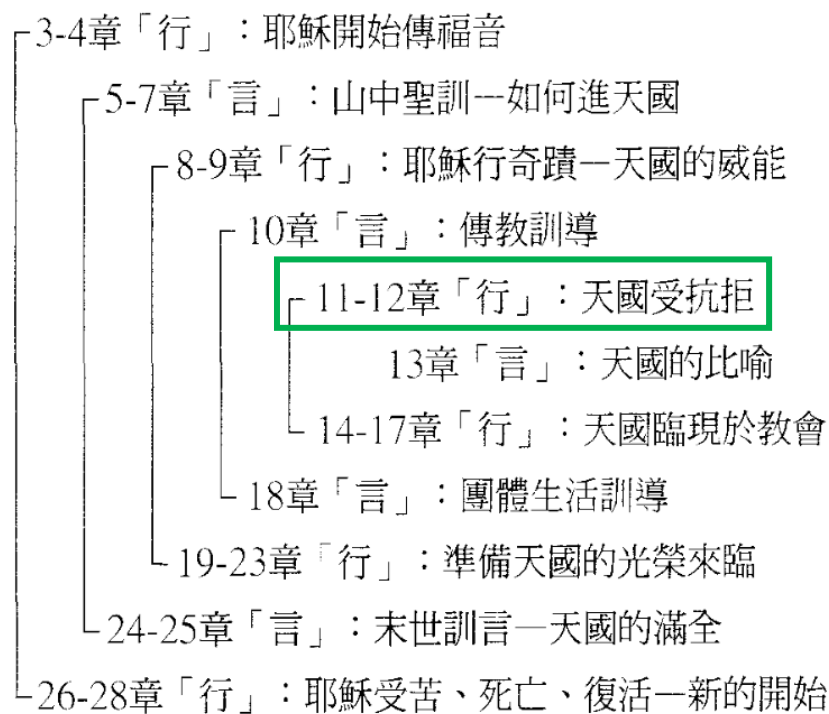 3-4章「行」：耶穌開始傳福音
5-7章「言」：山中聖訓—如何進天國
8-9章「行」：耶穌行奇蹟—天國的威能
10章「言」：傳教訓導
11-12章「行」：天國受抗拒
13章「言」：天國的比喻
14-17章「行」：天國臨現於教會
18章「言」：團體生活訓導
19-23章「行」：準備天國的光榮來臨
24-25章「言」：末世訓言—天國的滿全
26-28章「行」：耶穌受苦、死亡、復活—新的開始